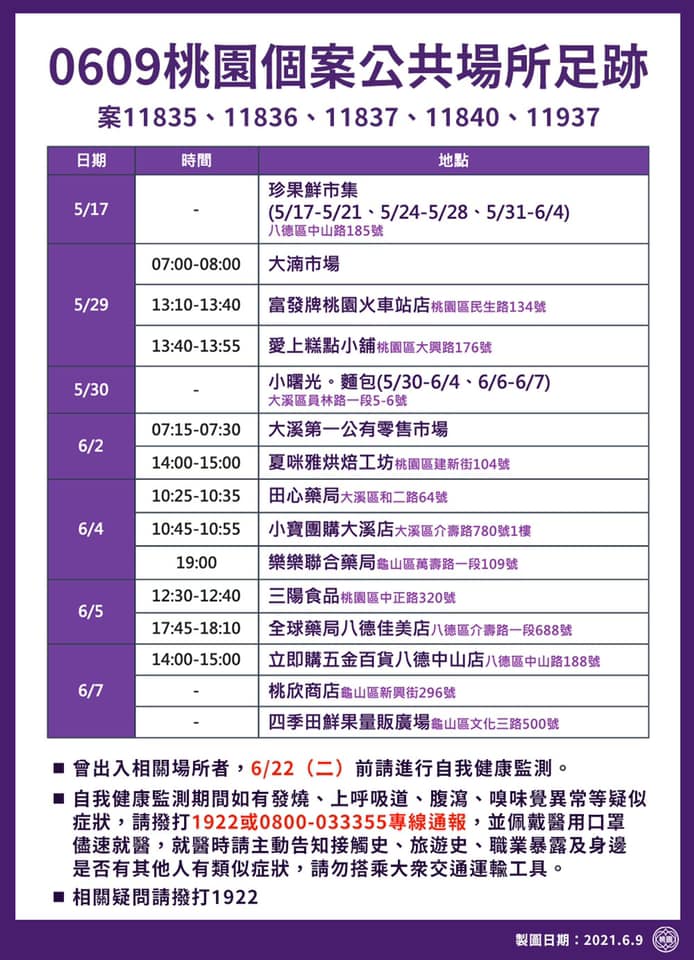 0609桃園個案公共場所足跡
案11835、11836、11837、11840、11937
日期 時間 地點
5/17 - 珍果鮮市集
(5/17-5/21、5/24-5/28、5/31-6/4)
八德區中山路185號
5/29 07:00-08:00 大湳市場
13:10-13:40 富發牌桃園火車站店桃園區民生路134號
13:40-13:55 愛上糕點小舖桃園區大興路176號
5/30 - 小曙光。麵包(5/30-6/4、6/6-6/7)
大溪區員林路一段5-6號
6/2 07:15-07:30 大溪第一公有零售市場
14:00-15:00 夏咪雅烘焙工坊桃園區建新街104號
6/4 10:25-10:35 田心藥局大溪區和二路64號
10:45-10:55 小寶團購大溪店大溪區介壽路780號1樓
19:00 樂樂聯合藥局龜山區萬壽路一段109號
6/5 12:30-12:40 三陽食品桃園區中正路320號
17:45-18:10 全球藥局八德佳美店八德區介壽路一段688號
6/7 14:00-15:00 立即購五金百貨八德中山店八德區中山路188號
- 桃欣商店龜山區新興街296號
- 四季田鮮果量販廣場龜山區文化三路500號
■ 曾出入相關場所者，6/22（二）前請進行自我健康監測。
■ 自我健康監測期間如有發燒、上呼吸道、腹瀉、嗅味覺異常等疑似
症狀，請撥打1922或0800-033355專線通報，並佩戴醫用口罩
儘速就醫，就醫時請主動告知接觸史、旅遊史、職業暴露及身邊
是否有其他人有類似症狀，請勿搭乘大眾交通運輸工具。
■ 相關疑問請撥打1922
製圖日期：2021.6.9 桃園